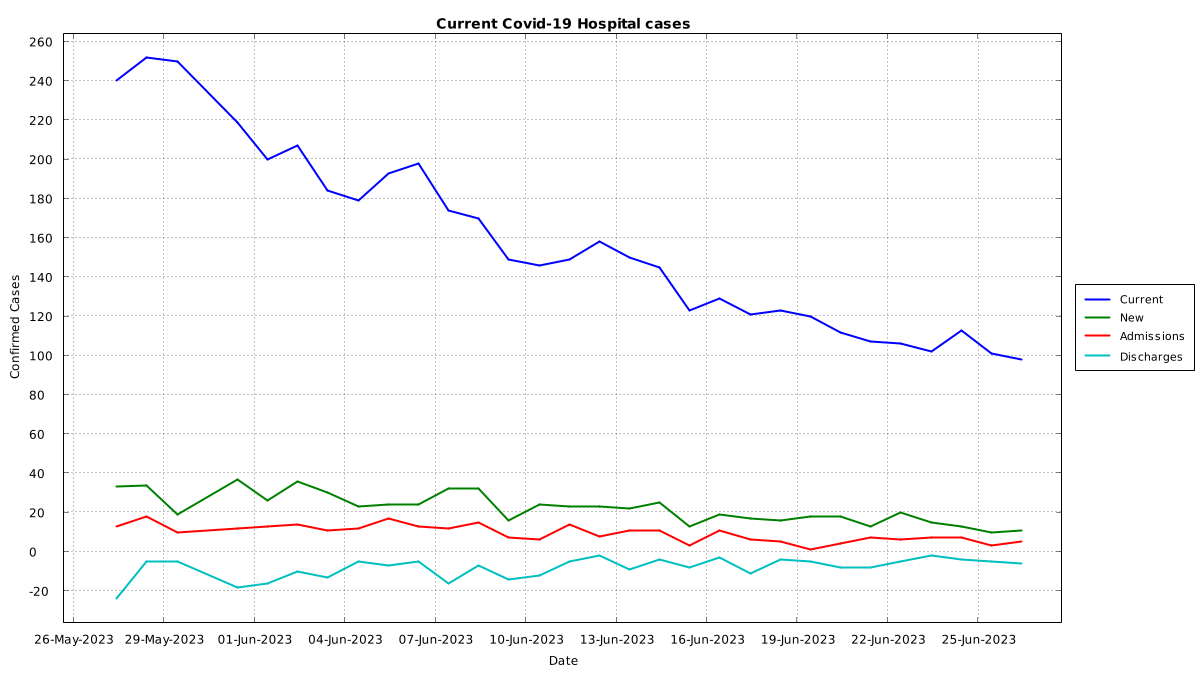 Current Covid-19 Hospital cases
260
240
220
200
180
160
140
120
100
80
60
40
20
0
-20
Confirmed Cases
26-May-2023 29-May-2023 01-Jun-2023 04-Jun-2023 07-Jun-2023 10-Jun-2023 13-Jun-2023 16-Jun-2023 19-Jun-2023 22-Jun-2023 25-Jun-2023
Date
Current
New
Admissions
Discharges